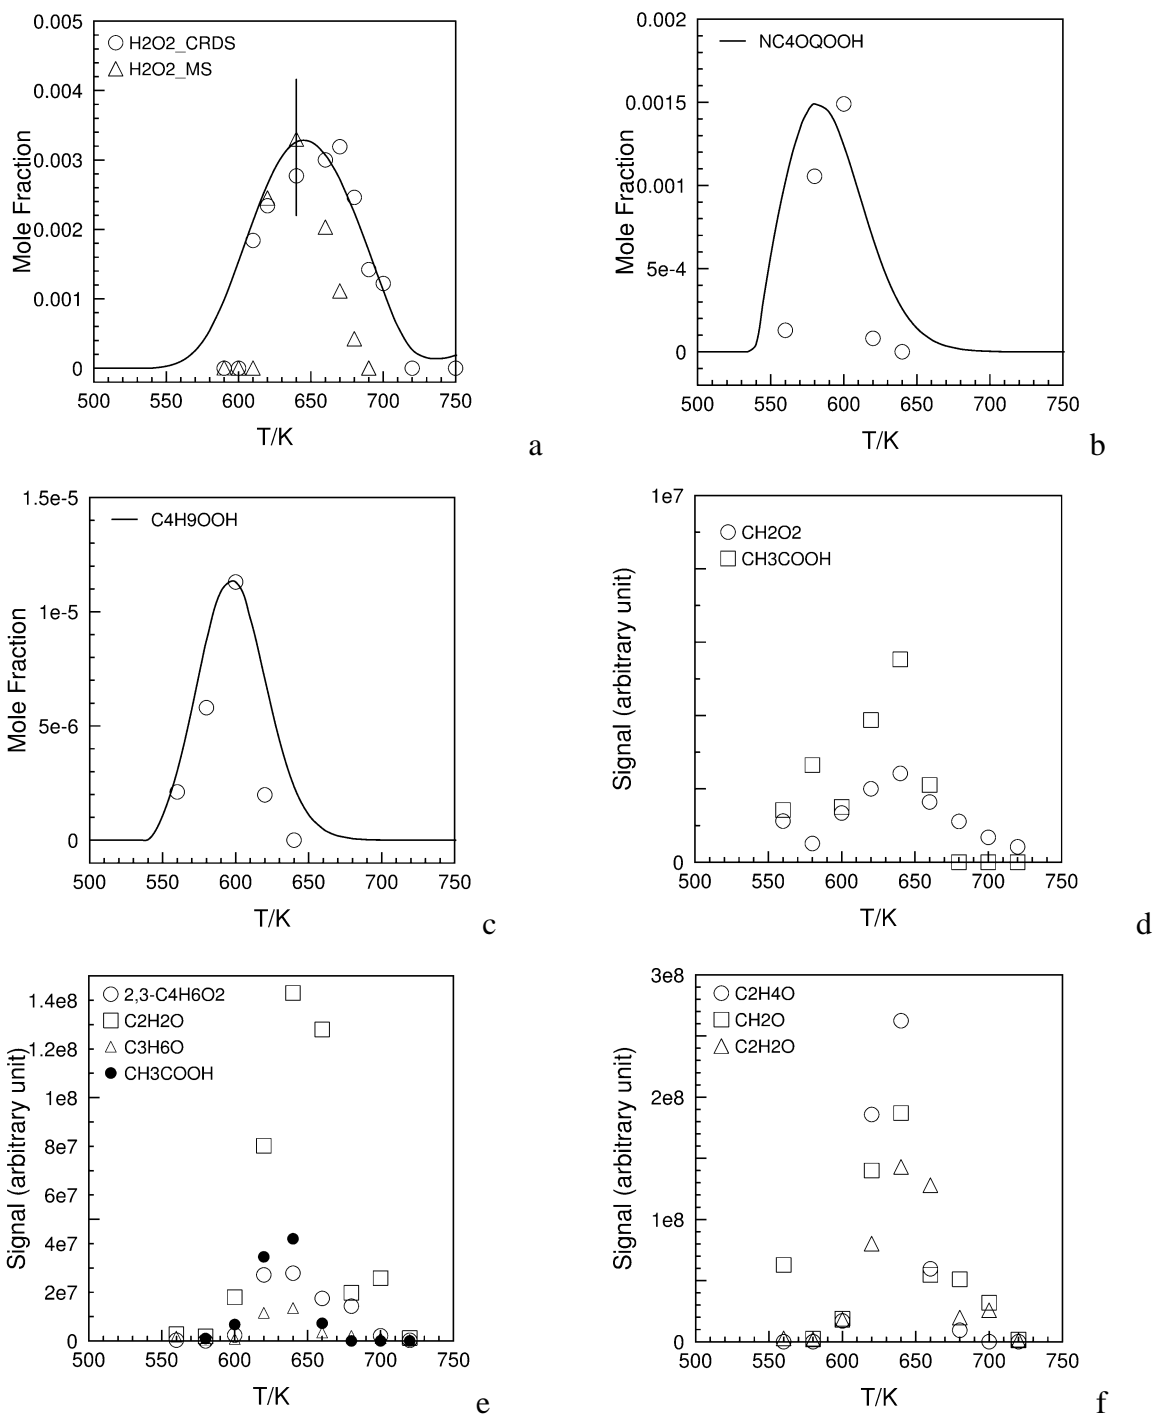 0.005
0.004
0.003
0.002
0.001
0
H2O2_CRDS
H2O2_MS
Mole Fraction
500 550 600 650 700 750
T/K
a
0.002
0.0015
0.001
5e-4
0
NC4OQOOH
Mole Fraction
500 550 600 650 700 750
T/K
b
1.5e-5
1e-5
5e-6
0
C4H9OOH
Mole Fraction
500 550 600 650 700 750
T/K
c
1e7
0
CH2O2
CH3COOH
Signal (arbitrary unit)
500 550 600 650 700 750
T/K
d
1.4e8
1.2e8
1e8
8e7
6e7
4e7
2e7
0
2,3-C4H6O2
C2H2O
C3H6O
CH3COOH
Signal (arbitrary unit)
500 550 600 650 700 750
T/K
e
3e8
2e8
1e8
0
C2H4O
CH2O
C2H2O
Signal (arbitrary unit)
500 550 600 650 700 750
T/K
f